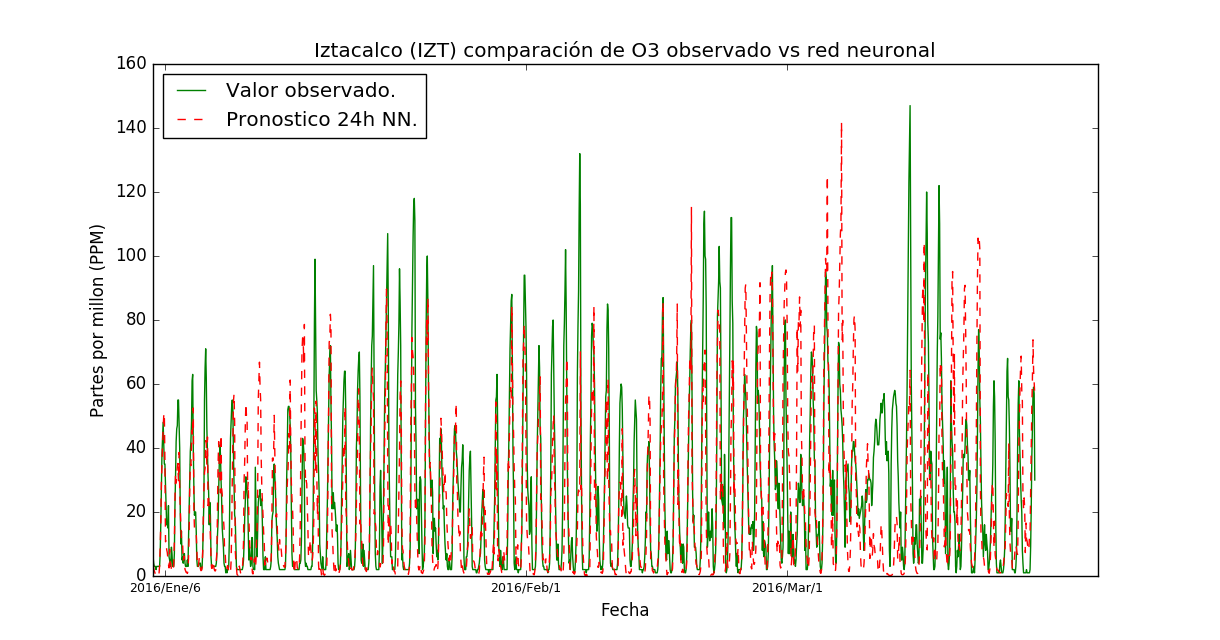 Iztacalco (IZT) comparación de O3 observado vs red neuronal
160
140
120
100
80
60
40
20
0
Valor observado.
Pronostico 24h NN.
Partes por millon (PPM)
2016/Ene/6
2016/Feb/1
2016/Mar/1
Fecha